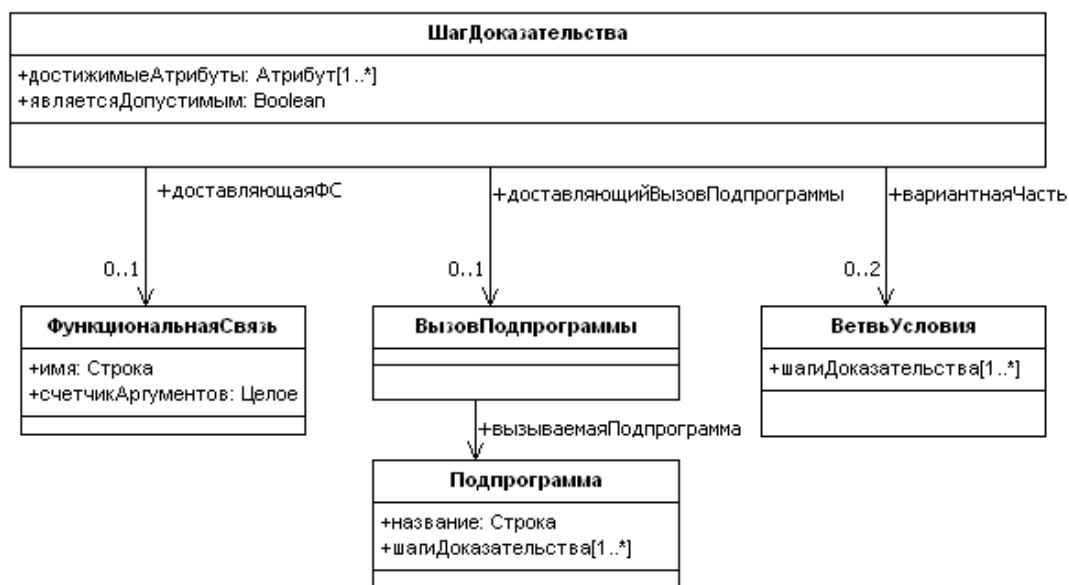 ШагДоказательства
+достижимыеАтрибуты: Атрибут[1..*]
+являетсяДопустимым: Boolean
+доставляющаяФС
+доставляющийВызовПодпрограммы
+вариантнаяЧасть
0..1
0..1
0..2
ФункциональнаяСвязь
+имя: Строка
+счетчикАргументов: Целое
ВызовПодпрограммы
ВетвьУсловия
+шагиДоказательства[1..*]
+вызываемаяПодпрограмма
Подпрограмма
+название: Строка
+шагиДоказательства[1..*]